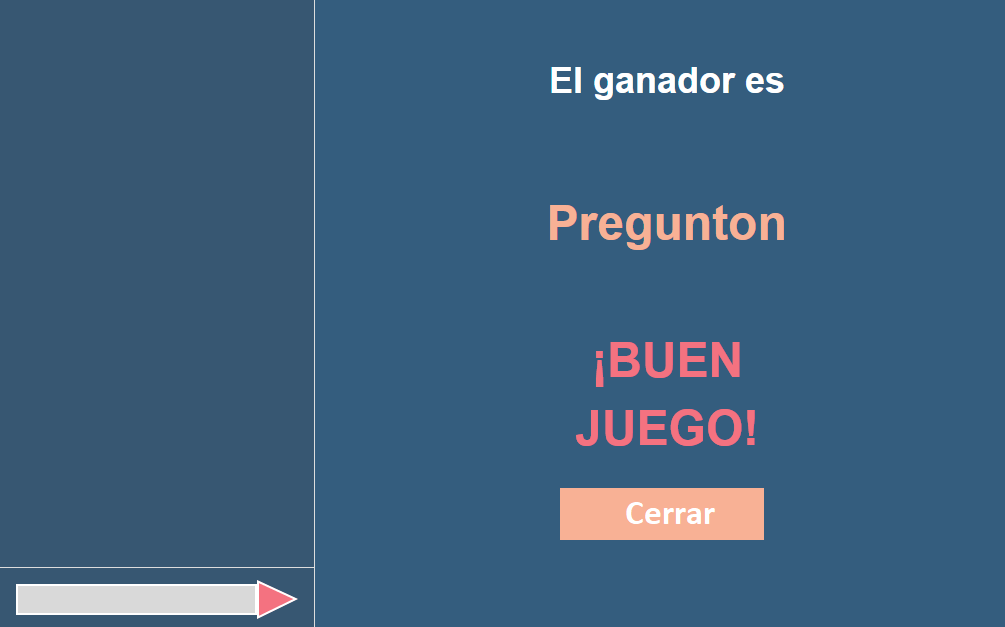 El ganador es
Pregunton
¡BUEN
JUEGO!
Cerrar